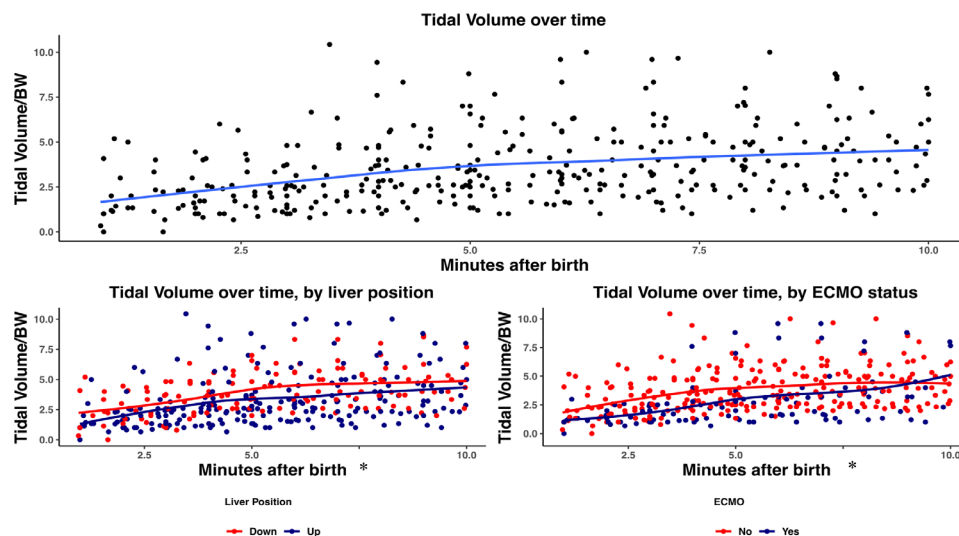 Tidal Volume over time
Tidal Volume/BW
10.0
7.5
5.0
2.5
0.0
2.5 5.0 7.5 10.0
Minutes after birth
Tidal Volume over time, by liver position
Tidal Volume/BW
10.0
7.5
5.0
2.5
0.0
2.5 5.0 7.5 10.0
Minutes after birth *
Liver Position
Down Up
Tidal Volume over time, by ECMO status
Tidal Volume/BW
10.0
7.5
5.0
2.5
0.0
2.5 5.0 7.5 10.0
Minutes after birth *
ECMO
No Yes